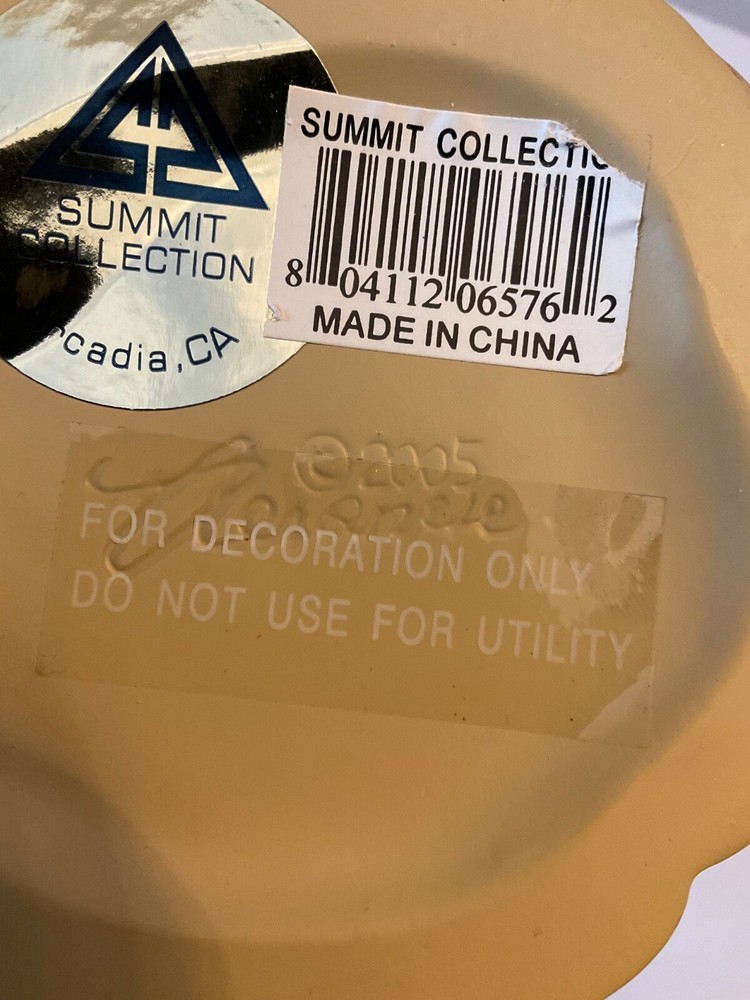 SUMMIT
COLLECTION
rcadia, CA
SUMMIT COLLECTIO
8 04112 06576 2
MADE IN CHINA
© 2005
FOR DECORATION ONLY
DO NOT USE FOR UTILITY